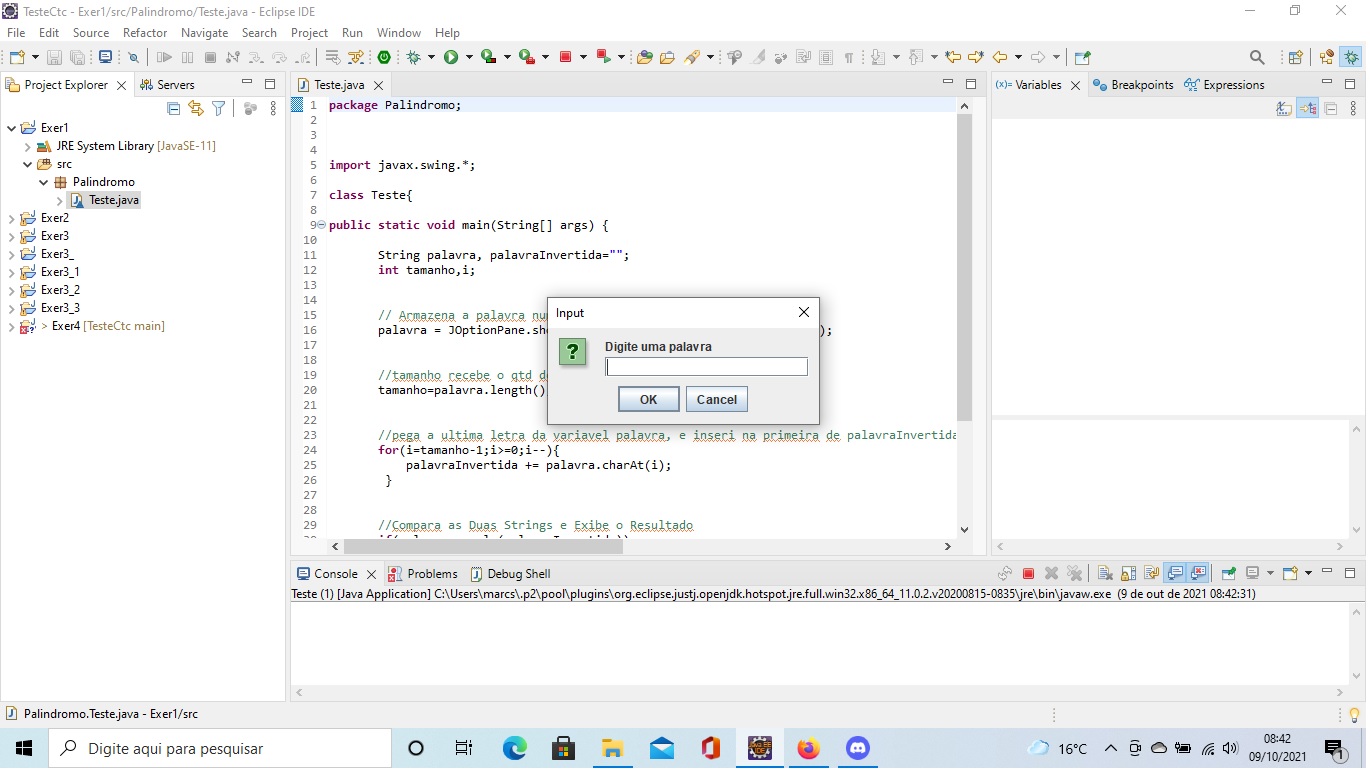 TesteCtc - Exer1/src/Palindromo/Teste.java - Eclipse IDE
File Edit Source Refactor Navigate Search Project Run Window Help
Project Explorer Servers
Exer1
JRE System Library [JavaSE-11]
src
Palindromo
Teste.java
Exer2
Exer3
Exer3_
Exer3_1
Exer3_2
Exer3_3
> Exer4 [TesteCtc main]
Teste.java
1 package Palindromo;
2
3
4
5 import javax.swing.*;
6
7 class Teste{
8
9 public static void main(String[] args) {
10
11 String palavra, palavraInvertida="";
12 int tamanho,i;
13
14
15 // Armazena a palavra
16 palavra = JOptionPane. );
17
18
19 //tamanho recebe o qtd
20 tamanho=palavra.length()
21
22
23 //pega a ultima letra da variavel palavra, e inseri na primeira de palavraInvertida
24 for(i=tamanho-1;i>=0;i--){
25 palavraInvertida += palavra.charAt(i);
26 }
27
28
29 //Compara as Duas Strings e Exibe o Resultado
Input
Digite uma palavra
OK Cancel
(x)= Variables Breakpoints Expressions
Console Problems Debug Shell
Teste (1) [Java Application] C:\Users\marcs\.p2\pool\plugins\org.eclipse.justj.openjdk.hotspot.jre.full.win32.x86_64_11.0.2.v20200815-0835\jre\bin\javaw.exe (9 de out de 2021 08:42:31)
Palindromo.Teste.java - Exer1/src
Digite aqui para pesquisar
16°C
08:42
09/10/2021
1